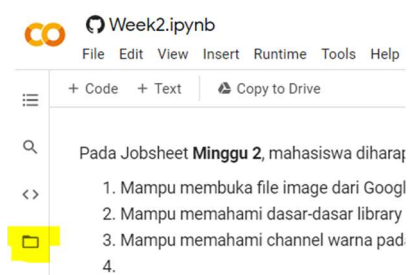 Week2.ipynb
File Edit View Insert Runtime Tools Help
+ Code + Text Copy to Drive
Pada Jobsheet Minggu 2, mahasiswa dihara
1. Mampu membuka file image dari Googl
2. Mampu memahami dasar-dasar library
3. Mampu memahami channel warna pad
4.